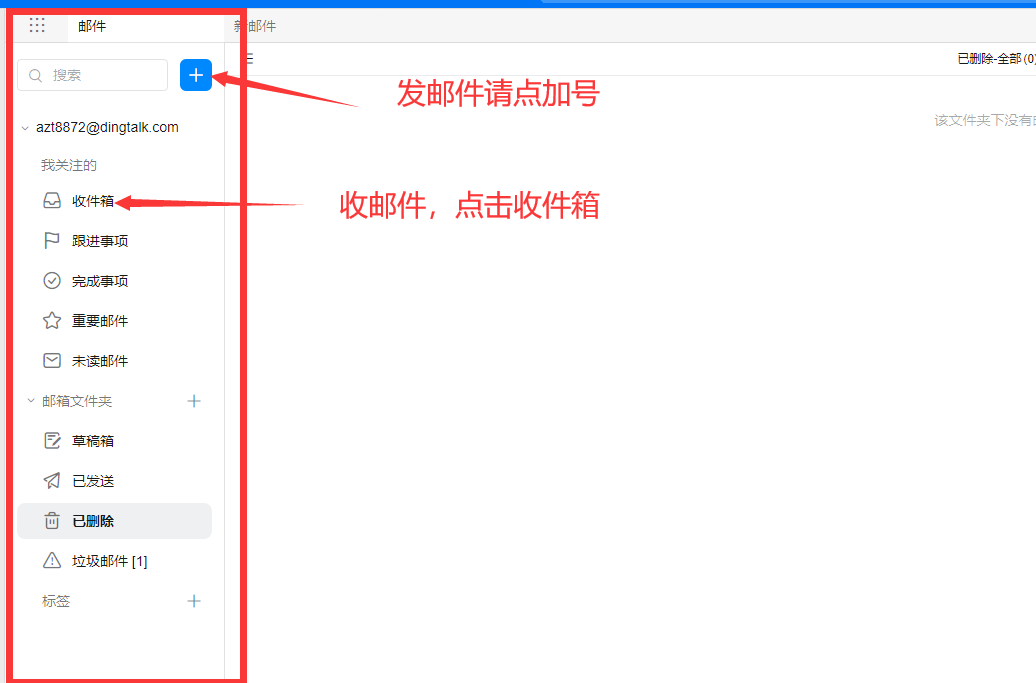 邮件
新邮件
搜索
已删除-全部 (0)
发邮件请点加号
azt8872@dingtalk.com
该文件夹下没有
我关注的
收件箱
收邮件，点击收件箱
跟进事项
完成事项
重要邮件
未读邮件
邮箱文件夹
草稿箱
已发送
已删除
垃圾邮件 [1]
标签